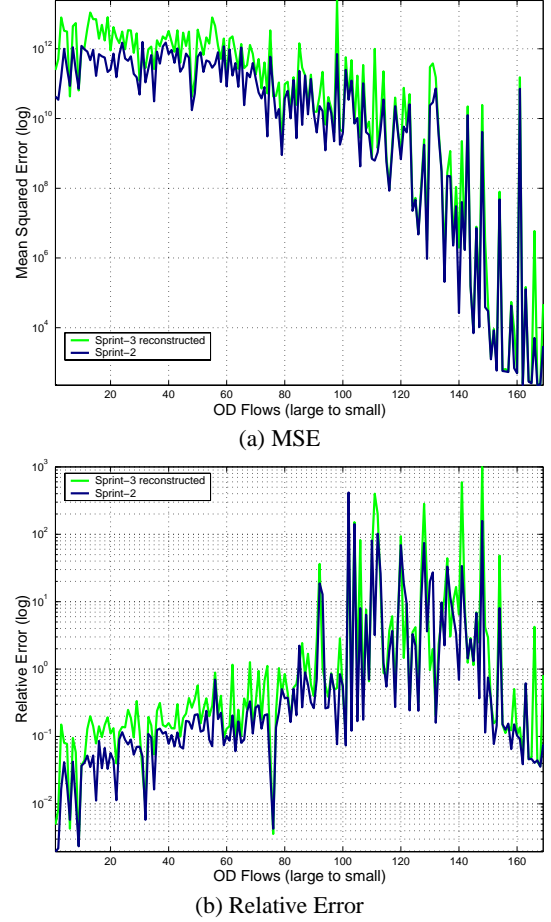 Mean Squared Error (log)
10^12
10^10
10^8
10^6
10^4
Sprint−3 reconstructed
Sprint−2
20 40 60 80 100 120 140 160
OD Flows (large to small)
(a) MSE
Relative Error (log)
10^3
10^2
10^1
10^0
10^−1
10^−2
Sprint−3 reconstructed
Sprint−2
20 40 60 80 100 120 140 160
OD Flows (large to small)
(b) Relative Error